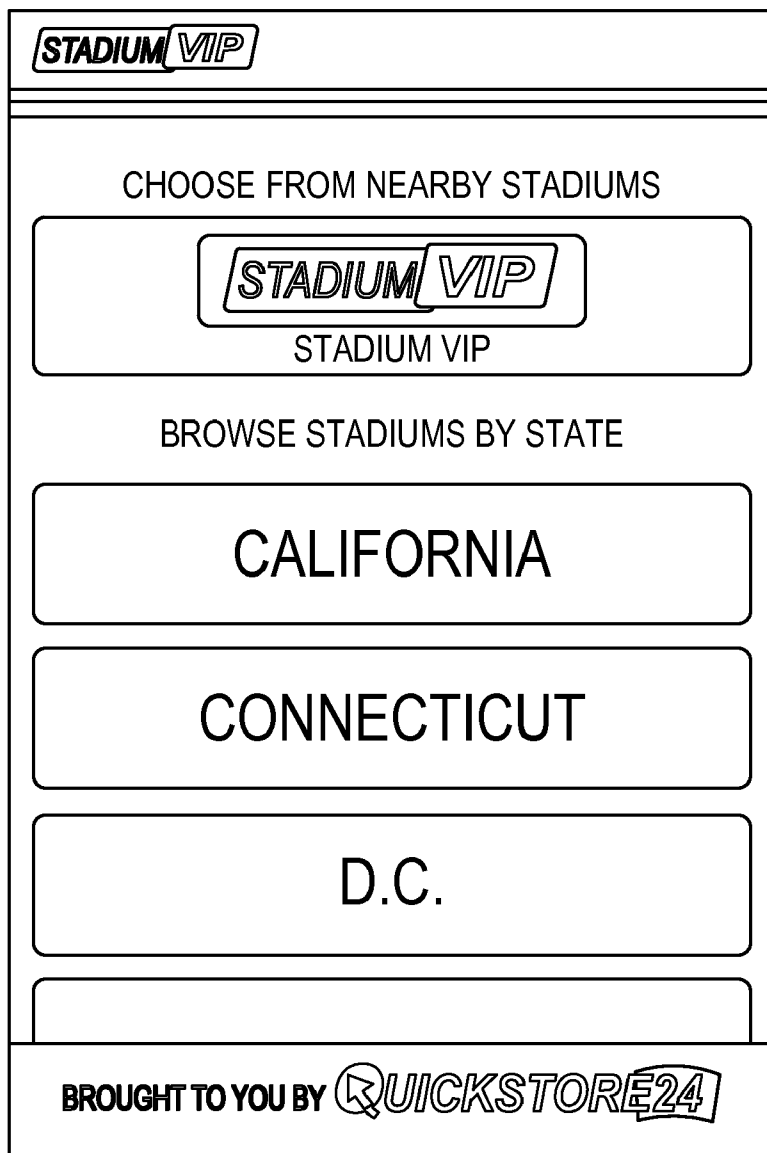 STADIUM VIP
CHOOSE FROM NEARBY STADIUMS
STADIUM VIP
STADIUM VIP
BROWSE STADIUMS BY STATE
CALIFORNIA
CONNECTICUT
D.C.
BROUGHT TO YOU BY QUICKSTORE24